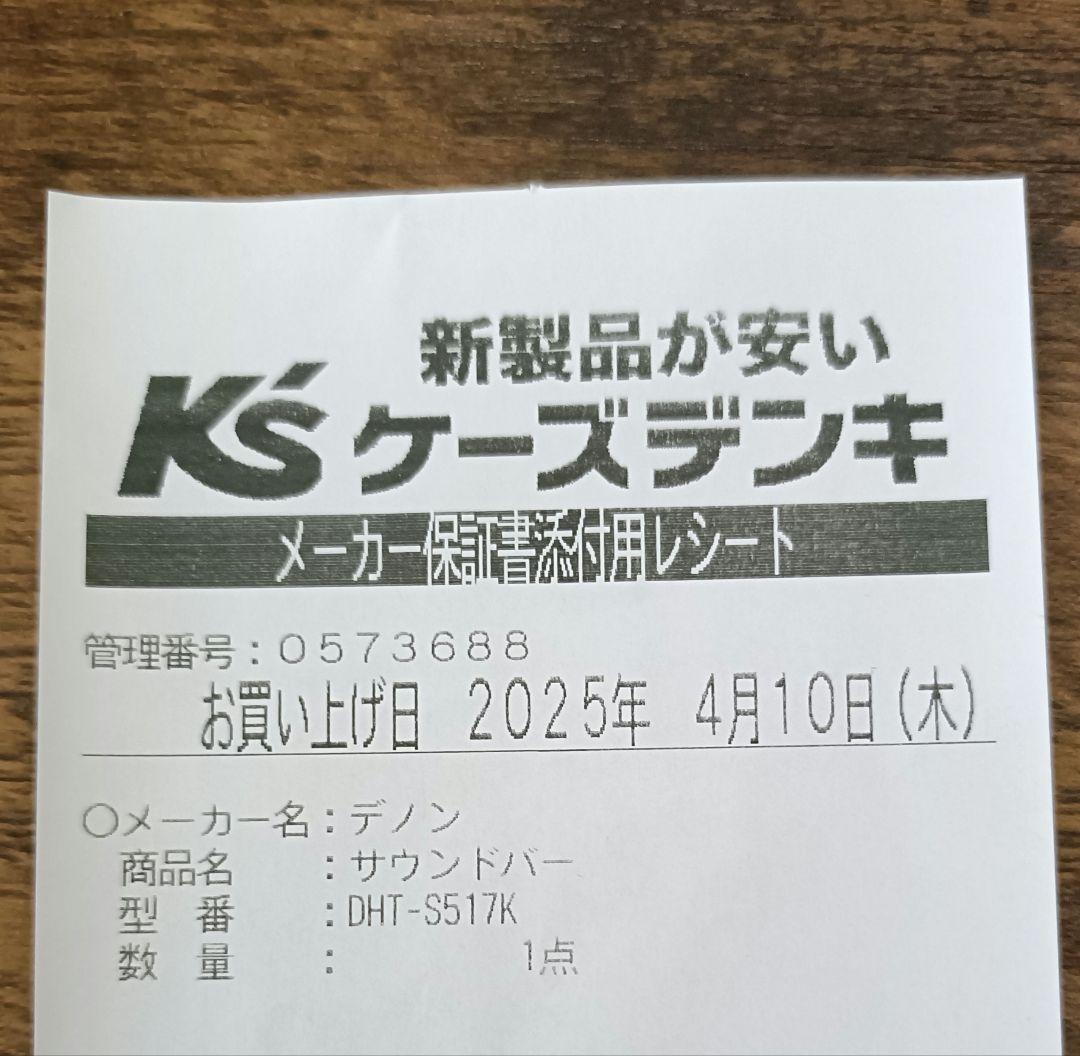 新製品が安い
K's ケーズデンキ
メーカー保証書添付用レシート
管理番号：０５７３６８８
お買い上げ日　２０２５年　４月１０日（木）
○メーカー名：デノン
商品名　　：サウンドバー
型　番　　：DHT-S517K
数　量　　：　　　　　1点